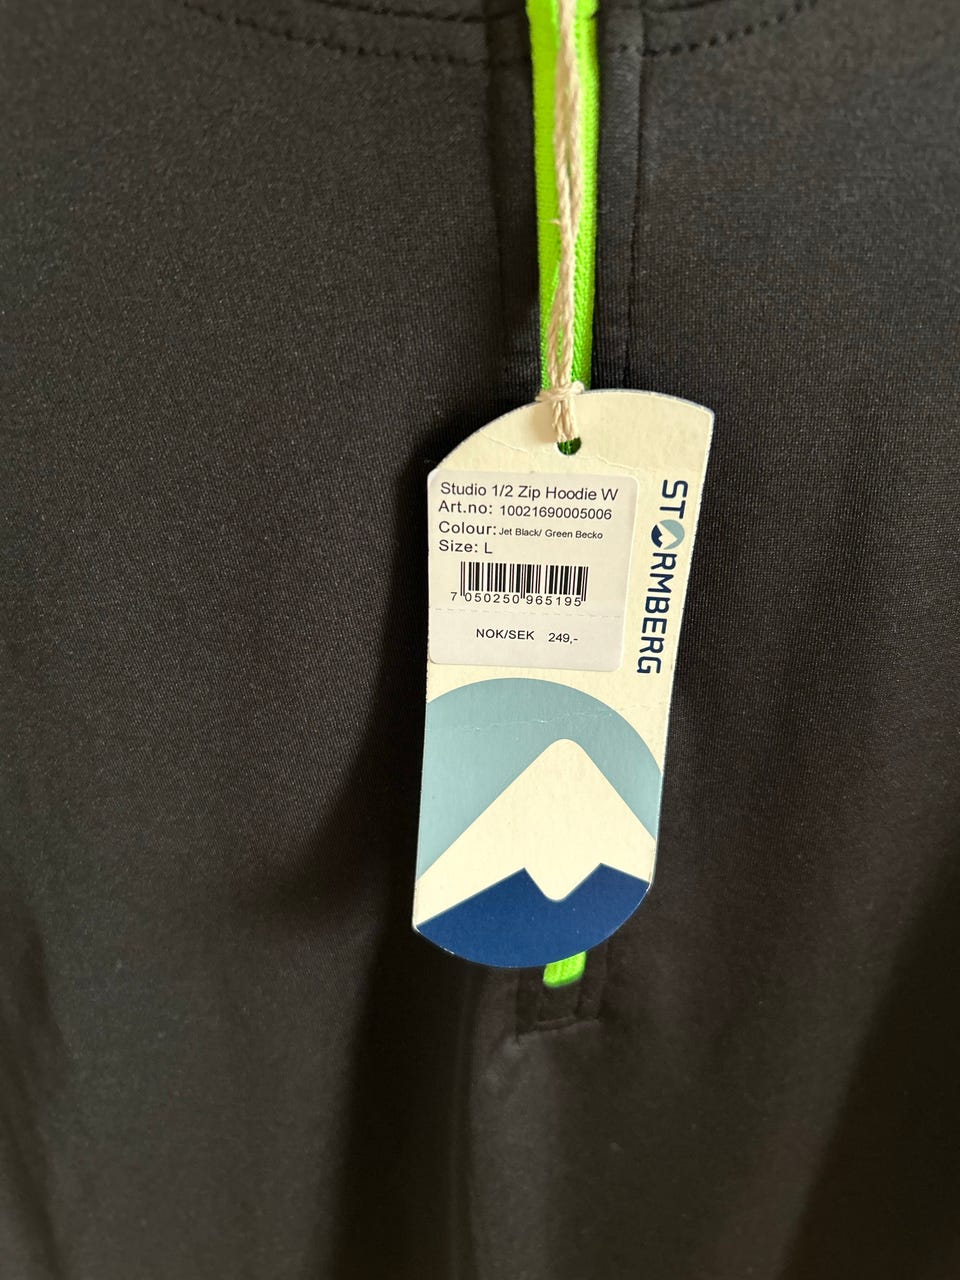 Studio 1/2 Zip Hoodie W
Art.no: 10021690005006
Colour: Jet Black/ Green Becko
Size: L
7 050250 965195
NOK/SEK 249,-
STORMBERG